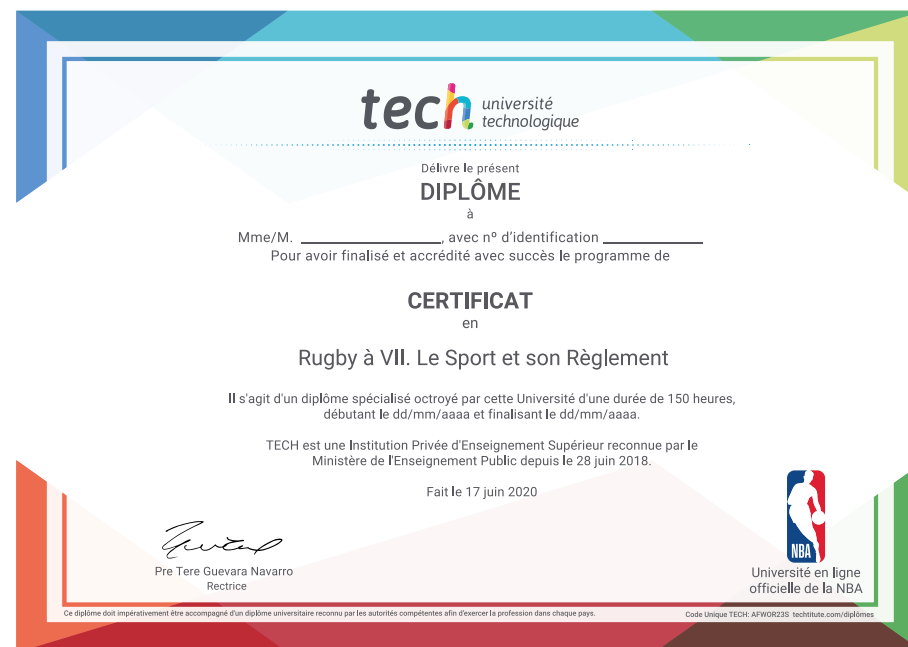 tech université
technologique
Délivre le présent
DIPLÔME
à
Mme/M. ____________________, avec nº d'identification ______________
Pour avoir finalisé et accrédité avec succès le programme de
CERTIFICAT
en
Rugby à VII. Le Sport et son Règlement
Il s'agit d'un diplôme spécialisé octroyé par cette Université d'une durée de 150 heures,
débutant le dd/mm/aaaa et finalisant le dd/mm/aaaa.
TECH est une Institution Privée d'Enseignement Supérieur reconnue par le
Ministère de l'Enseignement Public depuis le 28 juin 2018.
Fait le 17 juin 2020
Pre Tere Guevara Navarro
Rectrice
NBA
Université en ligne
officielle de la NBA
Ce diplôme doit impérativement être accompagné d'un diplôme universitaire reconnu par les autorités compétentes afin d'exercer la profession dans chaque pays.
Code Unique TECH: AFWOR23S techtitute.com/diplômes